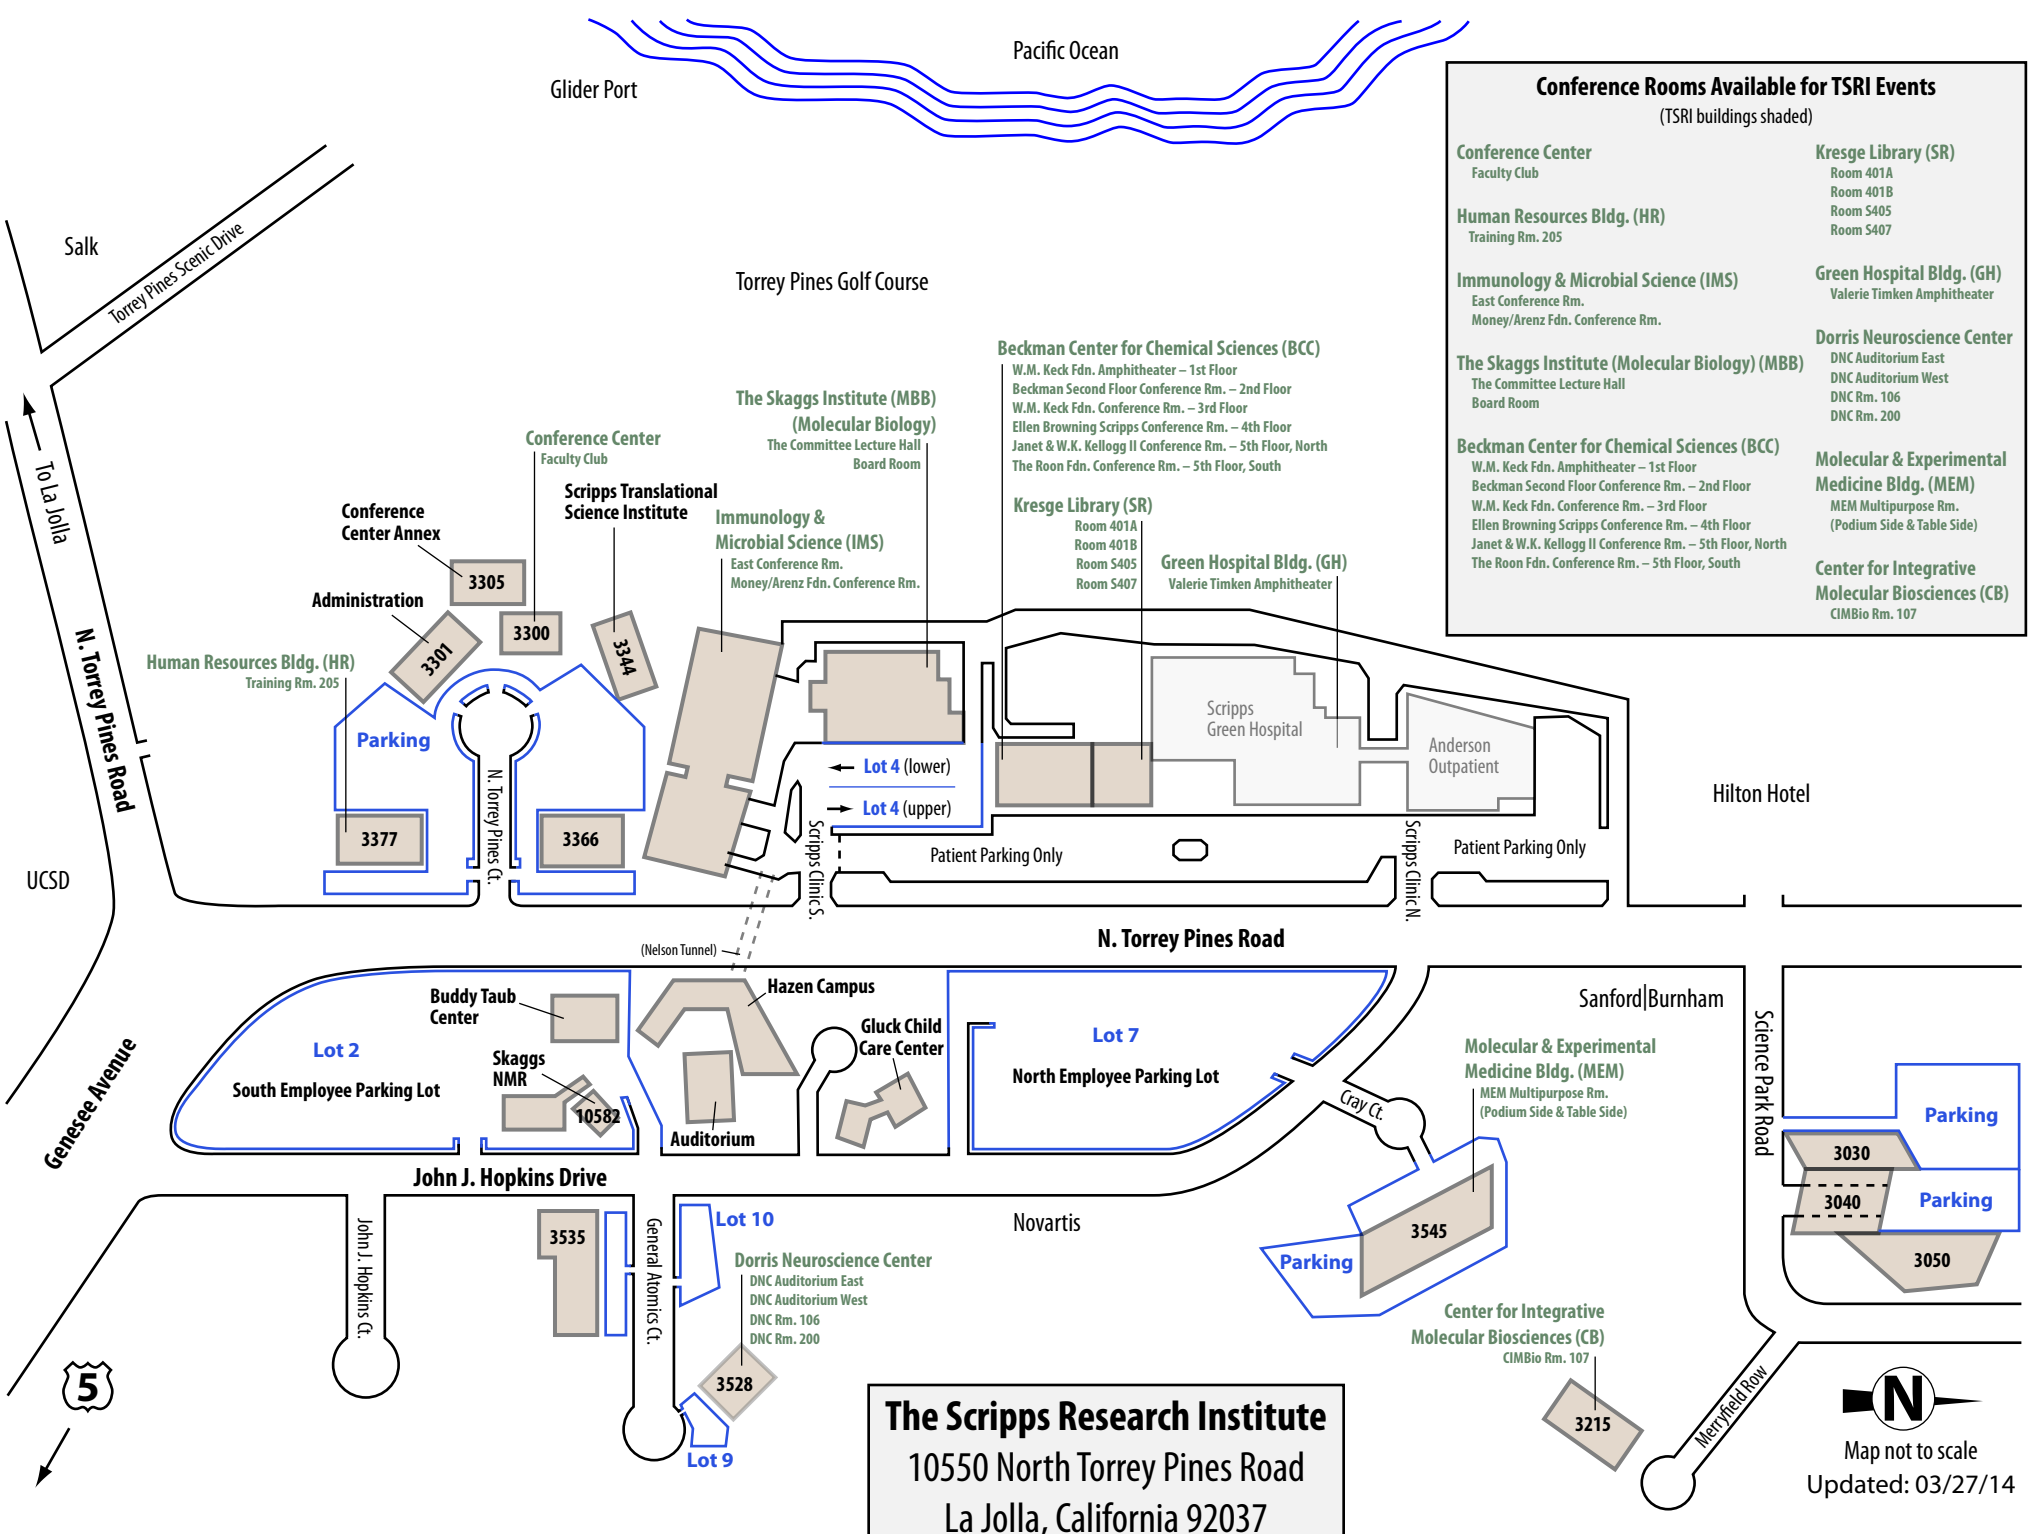 Pacific Ocean
Glider Port
Conference Rooms Available for TSRI Events
(TSRI buildings shaded)
Conference Center
Faculty Club
Human Resources Bldg. (HR)
Training Rm. 205
Immunology & Microbial Science (IMS)
East Conference Rm.
Money/Arenz Fdn. Conference Rm.
The Skaggs Institute (Molecular Biology) (MBB)
The Committee Lecture Hall
Board Room
Beckman Center for Chemical Sciences (BCC)
W.M. Keck Fdn. Amphitheater – 1st Floor
Beckman Second Floor Conference Rm. – 2nd Floor
W.M. Keck Fdn. Conference Rm. – 3rd Floor
Ellen Browning Scripps Conference Rm. – 4th Floor
Janet & W.K. Kellogg II Conference Rm. – 5th Floor, North
The Roon Fdn. Conference Rm. – 5th Floor, South
Kresge Library (SR)
Room 401A
Room 401B
Room S405
Room S407
Green Hospital Bldg. (GH)
Valerie Timken Amphitheater
Dorris Neuroscience Center
DNC Auditorium East
DNC Auditorium West
DNC Rm. 106
DNC Rm. 200
Molecular & Experimental
Medicine Bldg. (MEM)
MEM Multipurpose Rm.
(Podium Side & Table Side)
Center for Integrative
Molecular Biosciences (CB)
CIMBio Rm. 107
Salk
Torrey Pines Scenic Drive
Torrey Pines Golf Course
To La Jolla
N. Torrey Pines Road
Beckman Center for Chemical Sciences (BCC)
W.M. Keck Fdn. Amphitheater – 1st Floor
Beckman Second Floor Conference Rm. – 2nd Floor
W.M. Keck Fdn. Conference Rm. – 3rd Floor
Ellen Browning Scripps Conference Rm. – 4th Floor
Janet & W.K. Kellogg II Conference Rm. – 5th Floor, North
The Roon Fdn. Conference Rm. – 5th Floor, South
The Skaggs Institute (MBB)
(Molecular Biology)
The Committee Lecture Hall
Board Room
Conference Center
Faculty Club
Scripps Translational
Science Institute
Conference
Center Annex
Immunology &
Microbial Science (IMS)
East Conference Rm.
Money/Arenz Fdn. Conference Rm.
Kresge Library (SR)
Room 401A
Room 401B
Room S405
Room S407
Green Hospital Bldg. (GH)
Valerie Timken Amphitheater
3305
Administration
3300
3301
3344
Human Resources Bldg. (HR)
Training Rm. 205
Parking
N. Torrey Pines Ct.
3377
3366
Lot 4 (lower)
Lot 4 (upper)
Scripps
Green Hospital
Anderson
Outpatient
Hilton Hotel
Scripps Clinic S.
Patient Parking Only
Scripps Clinic N.
Patient Parking Only
UCSD
(Nelson Tunnel)
N. Torrey Pines Road
Genesee Avenue
Lot 2
South Employee Parking Lot
Buddy Taub
Center
Skaggs
NMR
10582
Hazen Campus
Auditorium
Gluck Child
Care Center
Lot 7
North Employee Parking Lot
Sanford|Burnham
Science Park Road
Cray Ct.
Molecular & Experimental
Medicine Bldg. (MEM)
MEM Multipurpose Rm.
(Podium Side & Table Side)
Parking
3030
3040
Parking
3050
John J. Hopkins Drive
John J. Hopkins Ct.
3535
General Atomics Ct.
Lot 10
Novartis
Dorris Neuroscience Center
DNC Auditorium East
DNC Auditorium West
DNC Rm. 106
DNC Rm. 200
3528
Lot 9
3545
Parking
Center for Integrative
Molecular Biosciences (CB)
CIMBio Rm. 107
3215
Merryfield Row
5
The Scripps Research Institute
10550 North Torrey Pines Road
La Jolla, California 92037
N
Map not to scale
Updated: 03/27/14